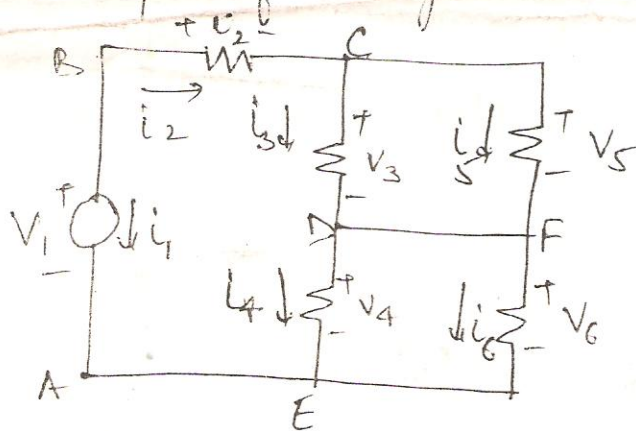 + v2 -
B
C
i2
i3
+
V3
-
i5
+
V5
-
V1
+
-
i1
D
F
i4
+
V4
-
i6
+
V6
-
A
E